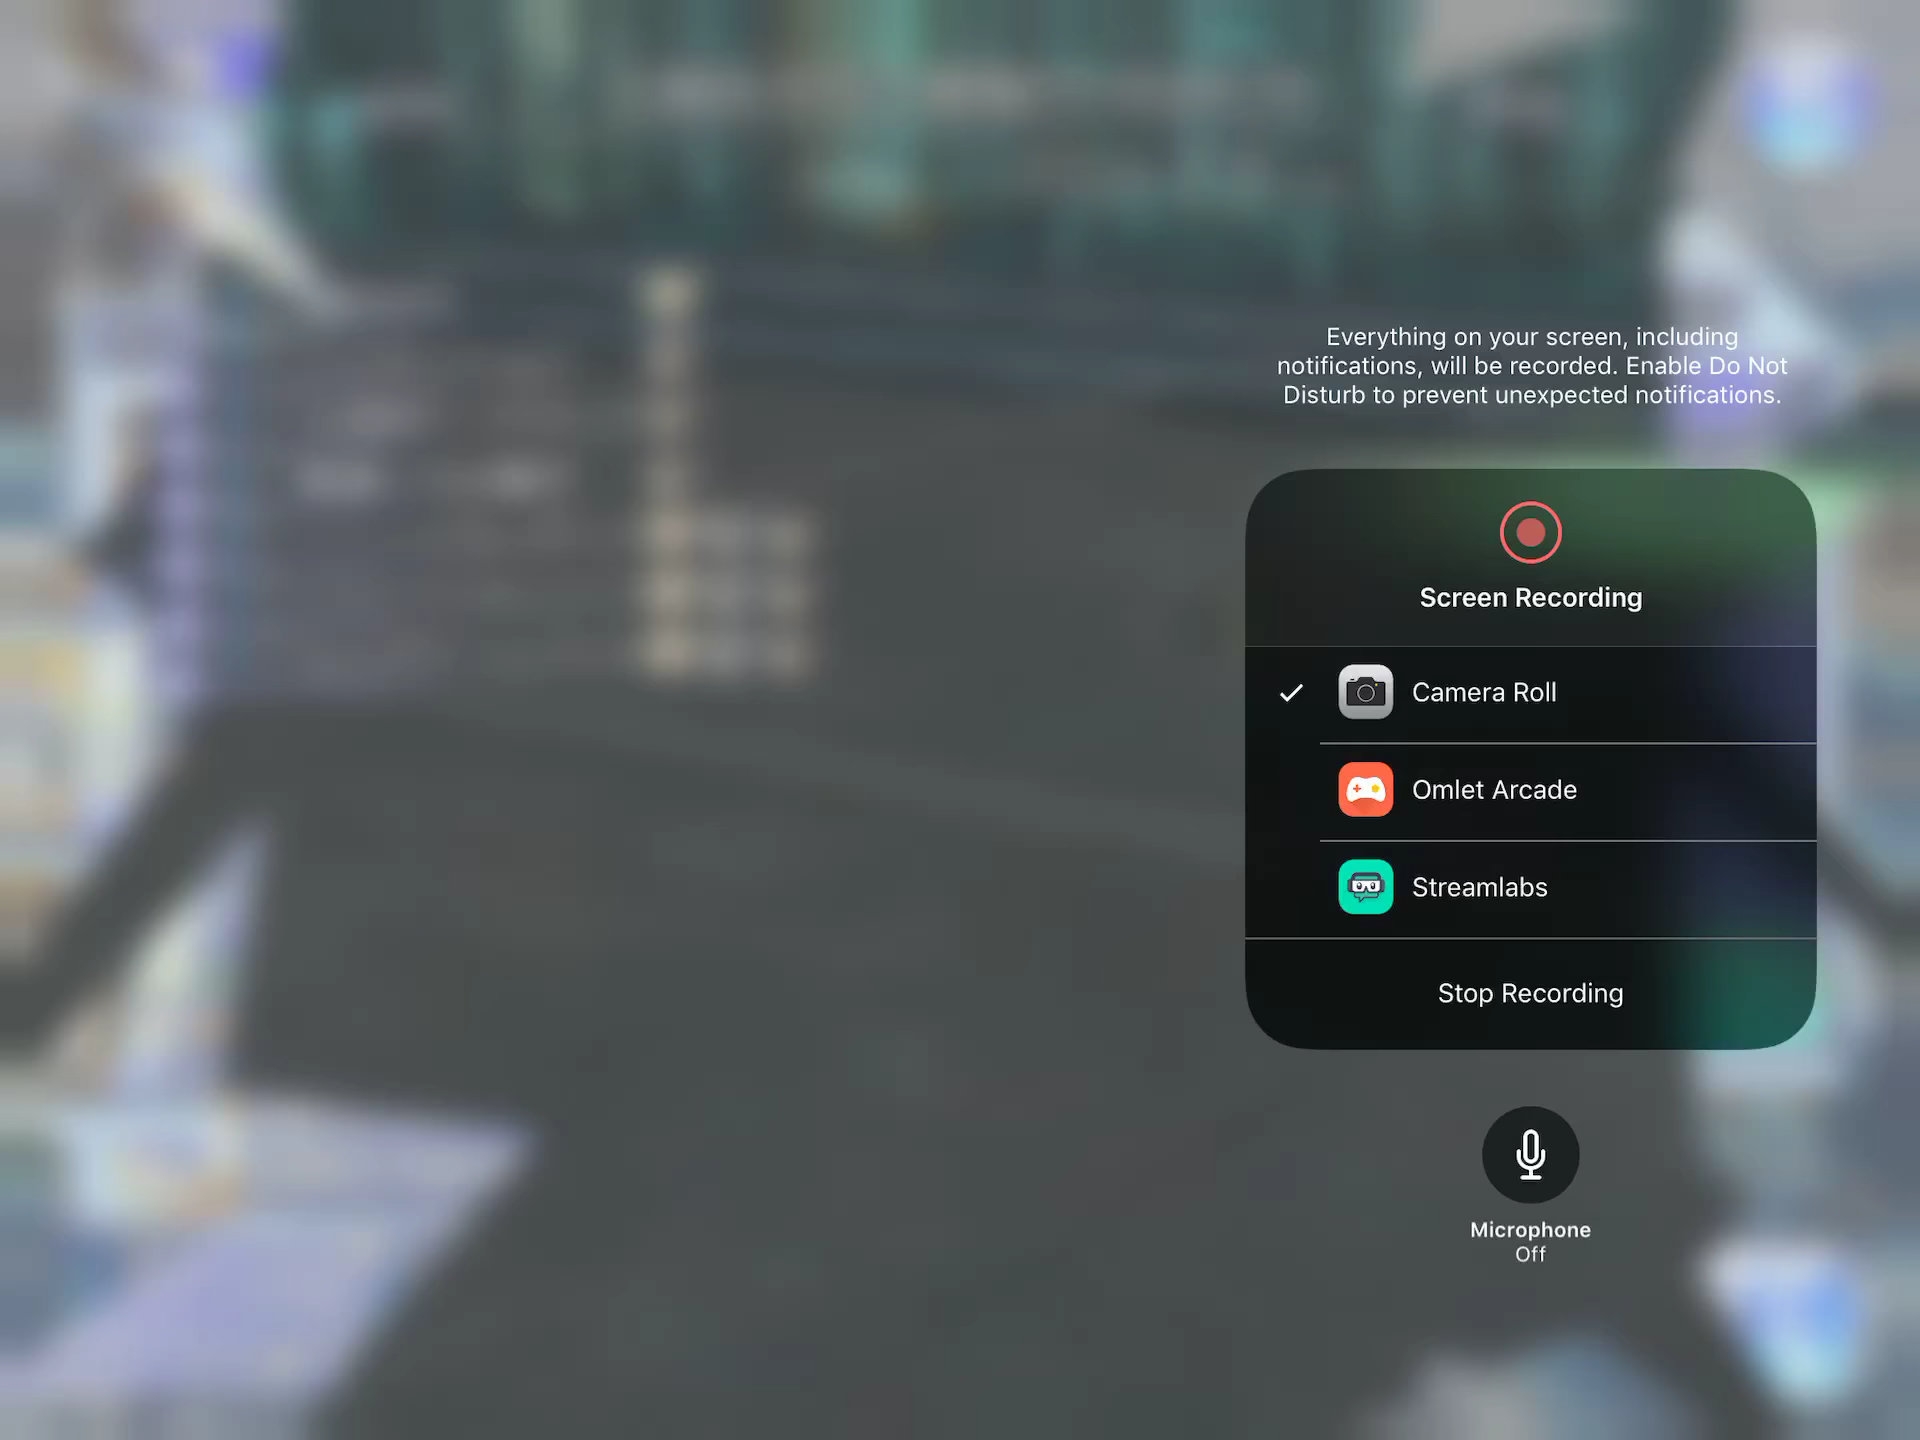 Everything on your screen, including
notifications, will be recorded. Enable Do Not
Disturb to prevent unexpected notifications.
Screen Recording
Camera Roll
Omlet Arcade
Streamlabs
Stop Recording
Microphone
Off